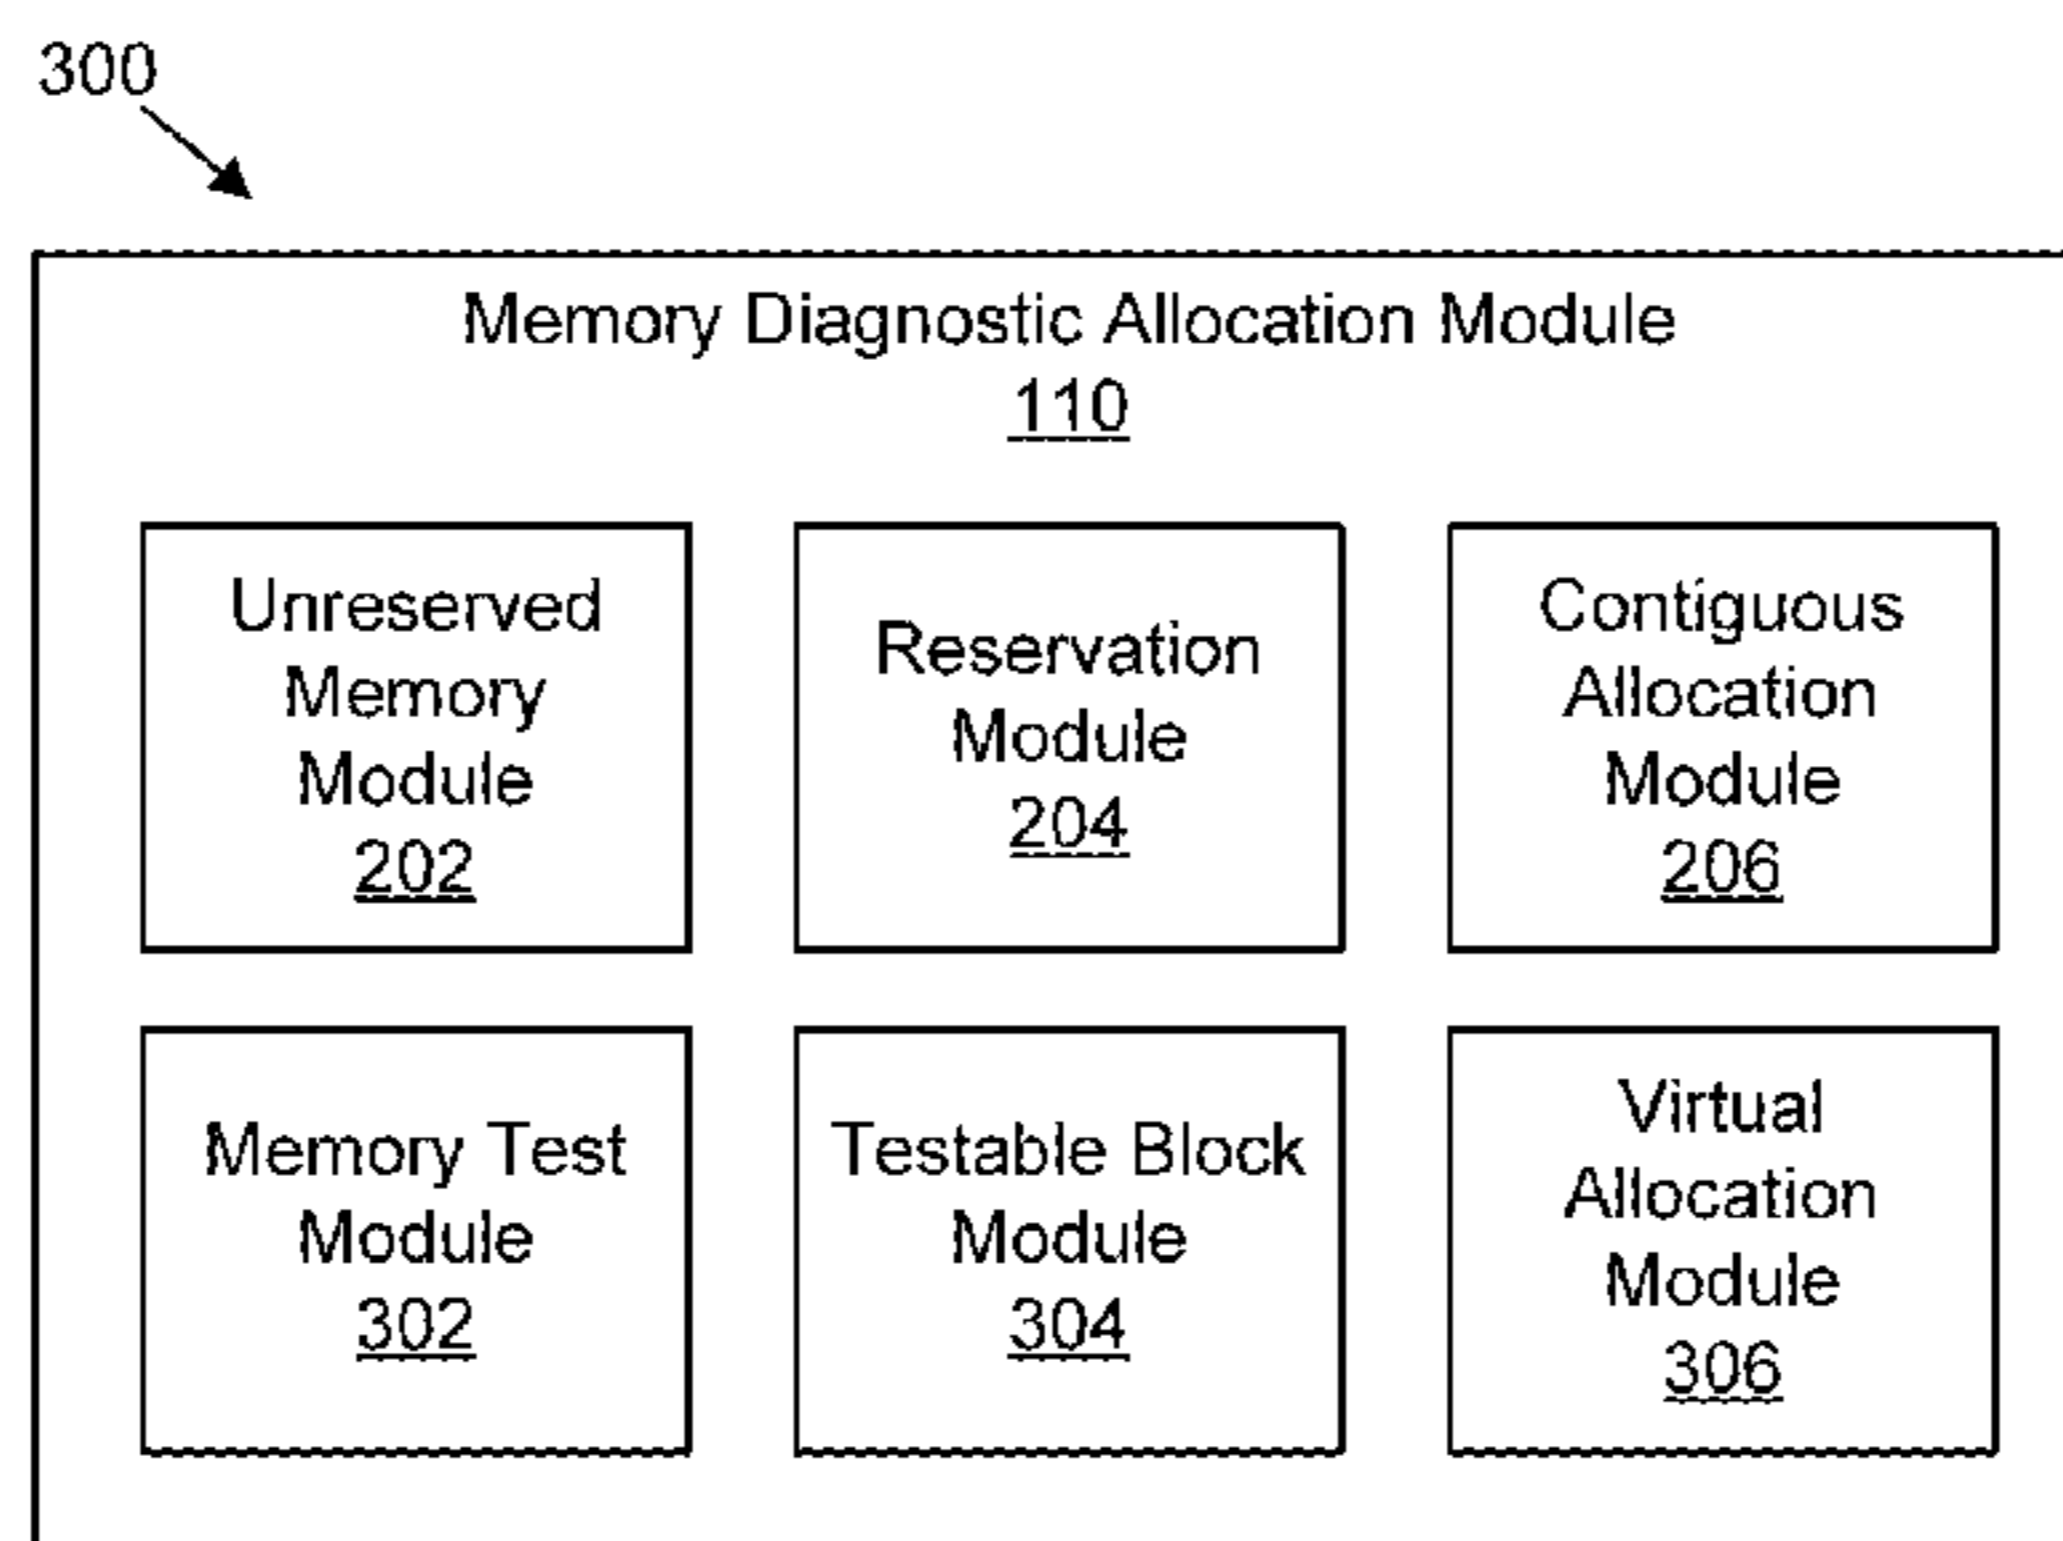 300
Memory Diagnostic Allocation Module
110
Unreserved
Memory
Module
202
Reservation
Module
204
Contiguous
Allocation
Module
206
Memory Test
Module
302
Testable Block
Module
304
Virtual
Allocation
Module
306